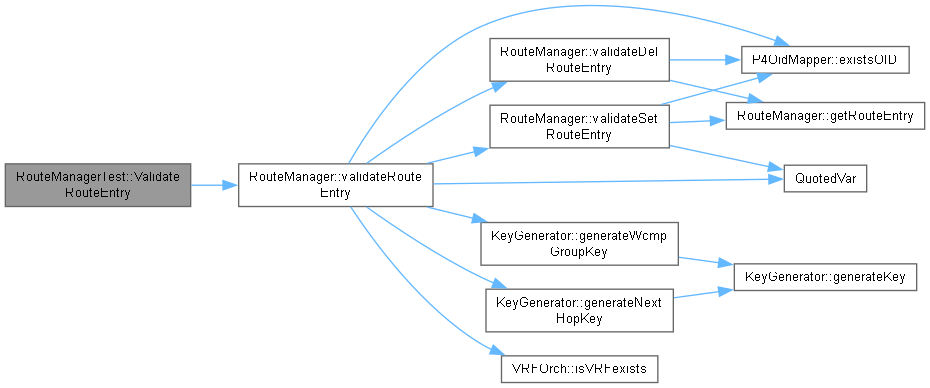 RouteManagerTest::Validate
RouteEntry
RouteManager::validateRoute
Entry
RouteManager::validateDel
RouteEntry
RouteManager::validateSet
RouteEntry
KeyGenerator::generateWcmp
GroupKey
KeyGenerator::generateNext
HopKey
VRFOrch::isVRFexists
P4OidMapper::existsOID
RouteManager::getRouteEntry
QuotedVar
KeyGenerator::generateKey